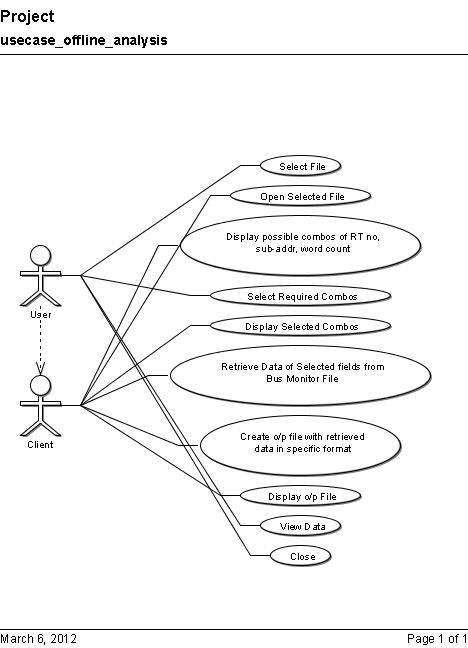 Project
usecase_offline_analysis
Select File
Open Selected File
Display possible combos of RT no,
sub-addr, word count
User
Select Required Combos
Display Selected Combos
Retrieve Data of Selected fields from
Bus Monitor File
Client
Create o/p file with retrieved
data in specific format
Display o/p File
View Data
Close
March 6, 2012
Page 1 of 1